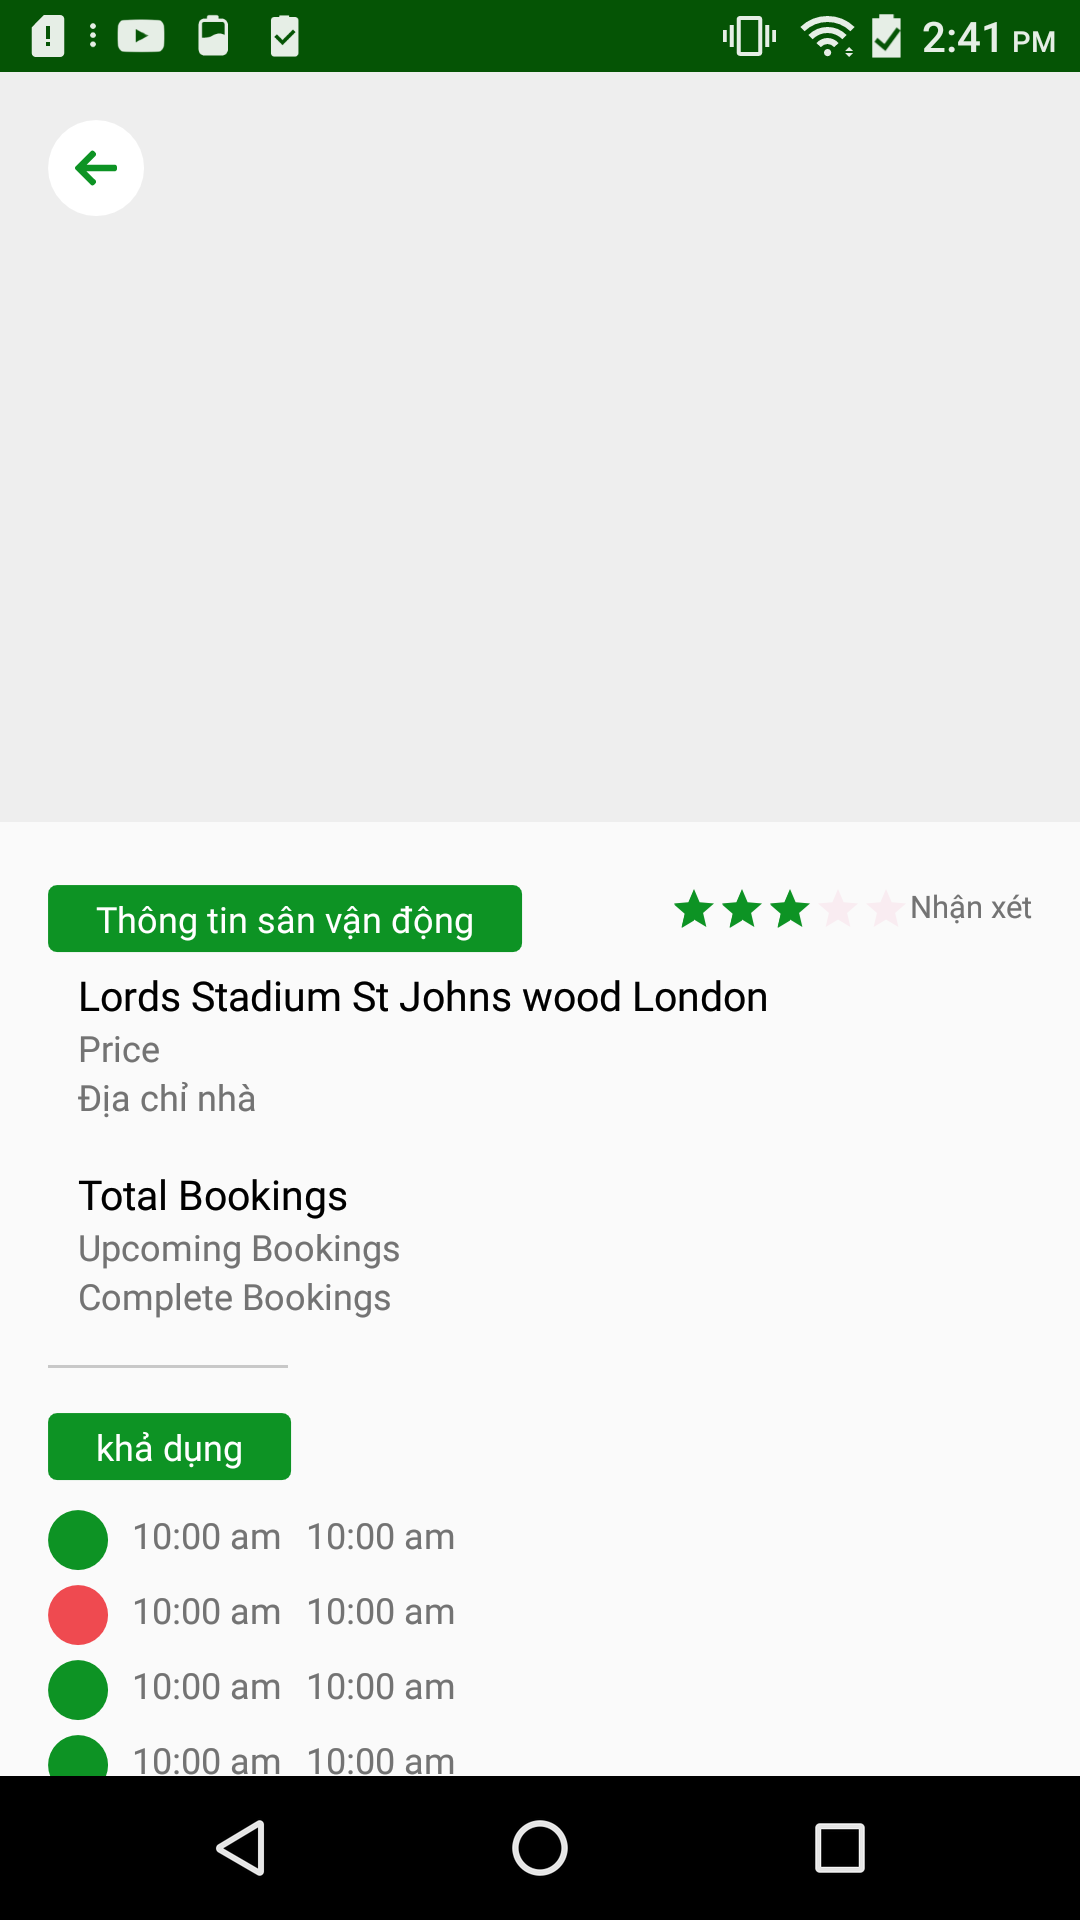 2:41 PM
Thông tin sân vận động
Nhận xét
Lords Stadium St Johns wood London
Price
Địa chỉ nhà
Total Bookings
Upcoming Bookings
Complete Bookings
khả dụng
10:00 am 10:00 am
10:00 am 10:00 am
10:00 am 10:00 am
10:00 am 10:00 am